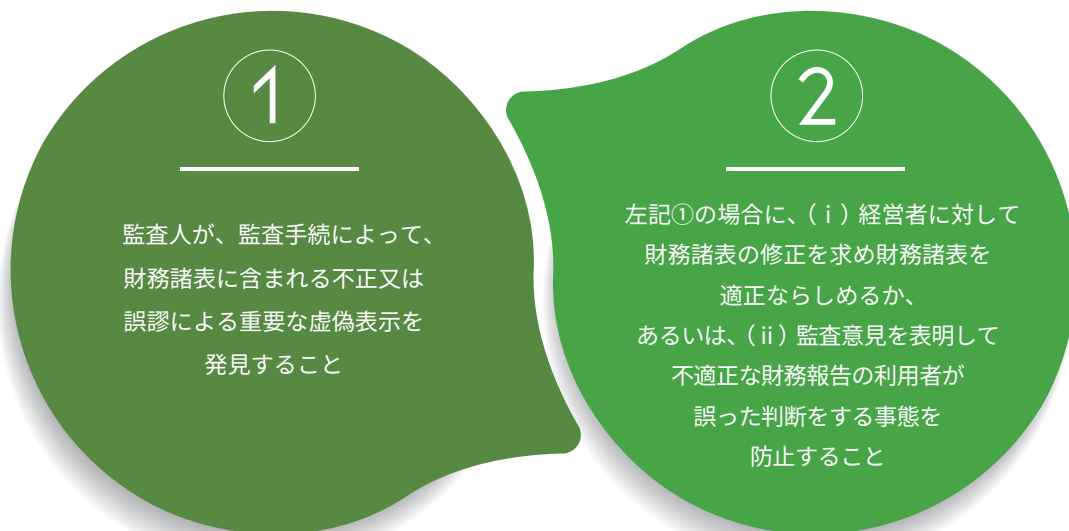 1
監査人が、監査手続によって、
財務諸表に含まれる不正又は
誤謬による重要な虚偽表示を
発見すること
2
左記①の場合に、(ⅰ)経営者に対して
財務諸表の修正を求め財務諸表を
適正ならしめるか、
あるいは、(ⅱ)監査意見を表明して
不適正な財務報告の利用者が
誤った判断をする事態を
防止すること